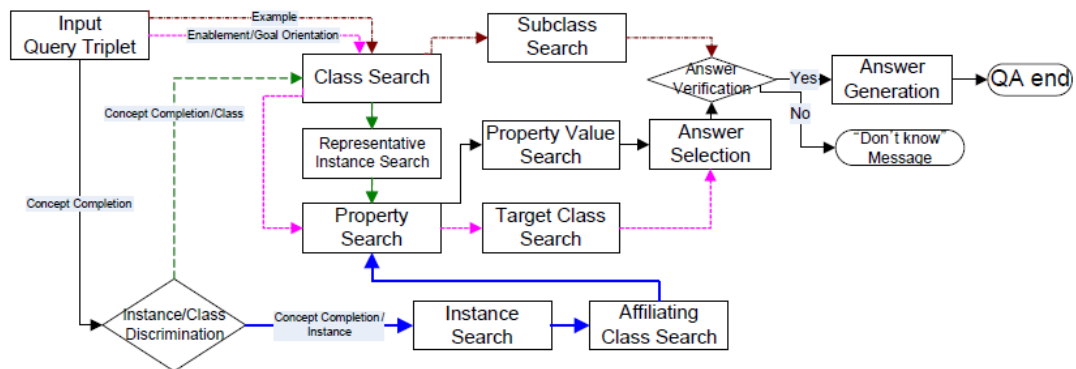 Input
Query Triplet
Example
Enablement/Goal Orientation
Class Search
Subclass
Search
Answer
Verification
Yes
No
Answer
Generation
QA end
"Don't know"
Message
Concept Completion/Class
Representative
Instance Search
Property Value
Search
Answer
Selection
Concept Completion
Property
Search
Target Class
Search
Instance/Class
Discrimination
Concept Completion/
Instance
Instance
Search
Affiliating
Class Search